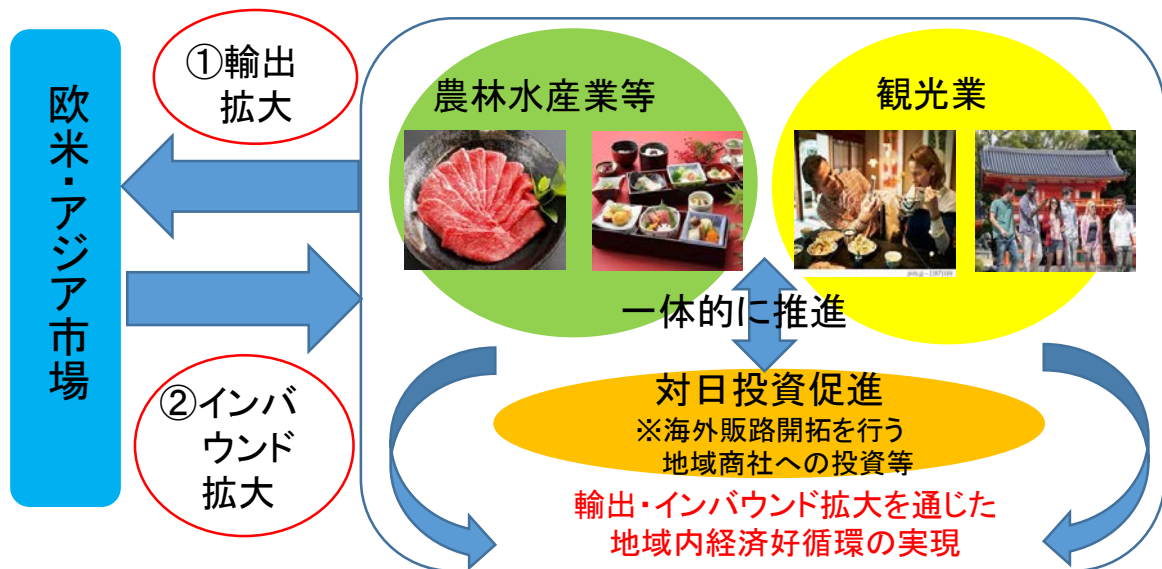 欧米・アジア市場
①輸出
拡大
②インバ
ウンド
拡大
農林水産業等
観光業
一体的に推進
対日投資促進
※海外販路開拓を行う
地域商社への投資等
輸出・インバウンド拡大を通じた
地域内経済好循環の実現